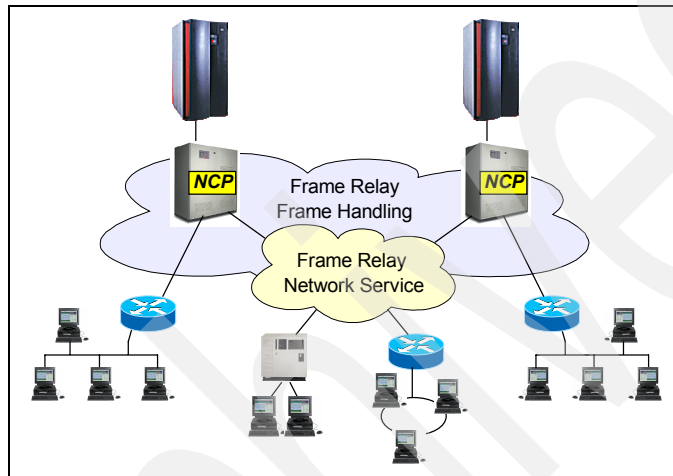 NCP
Frame Relay
Frame Handling
NCP
Frame Relay
Network Service